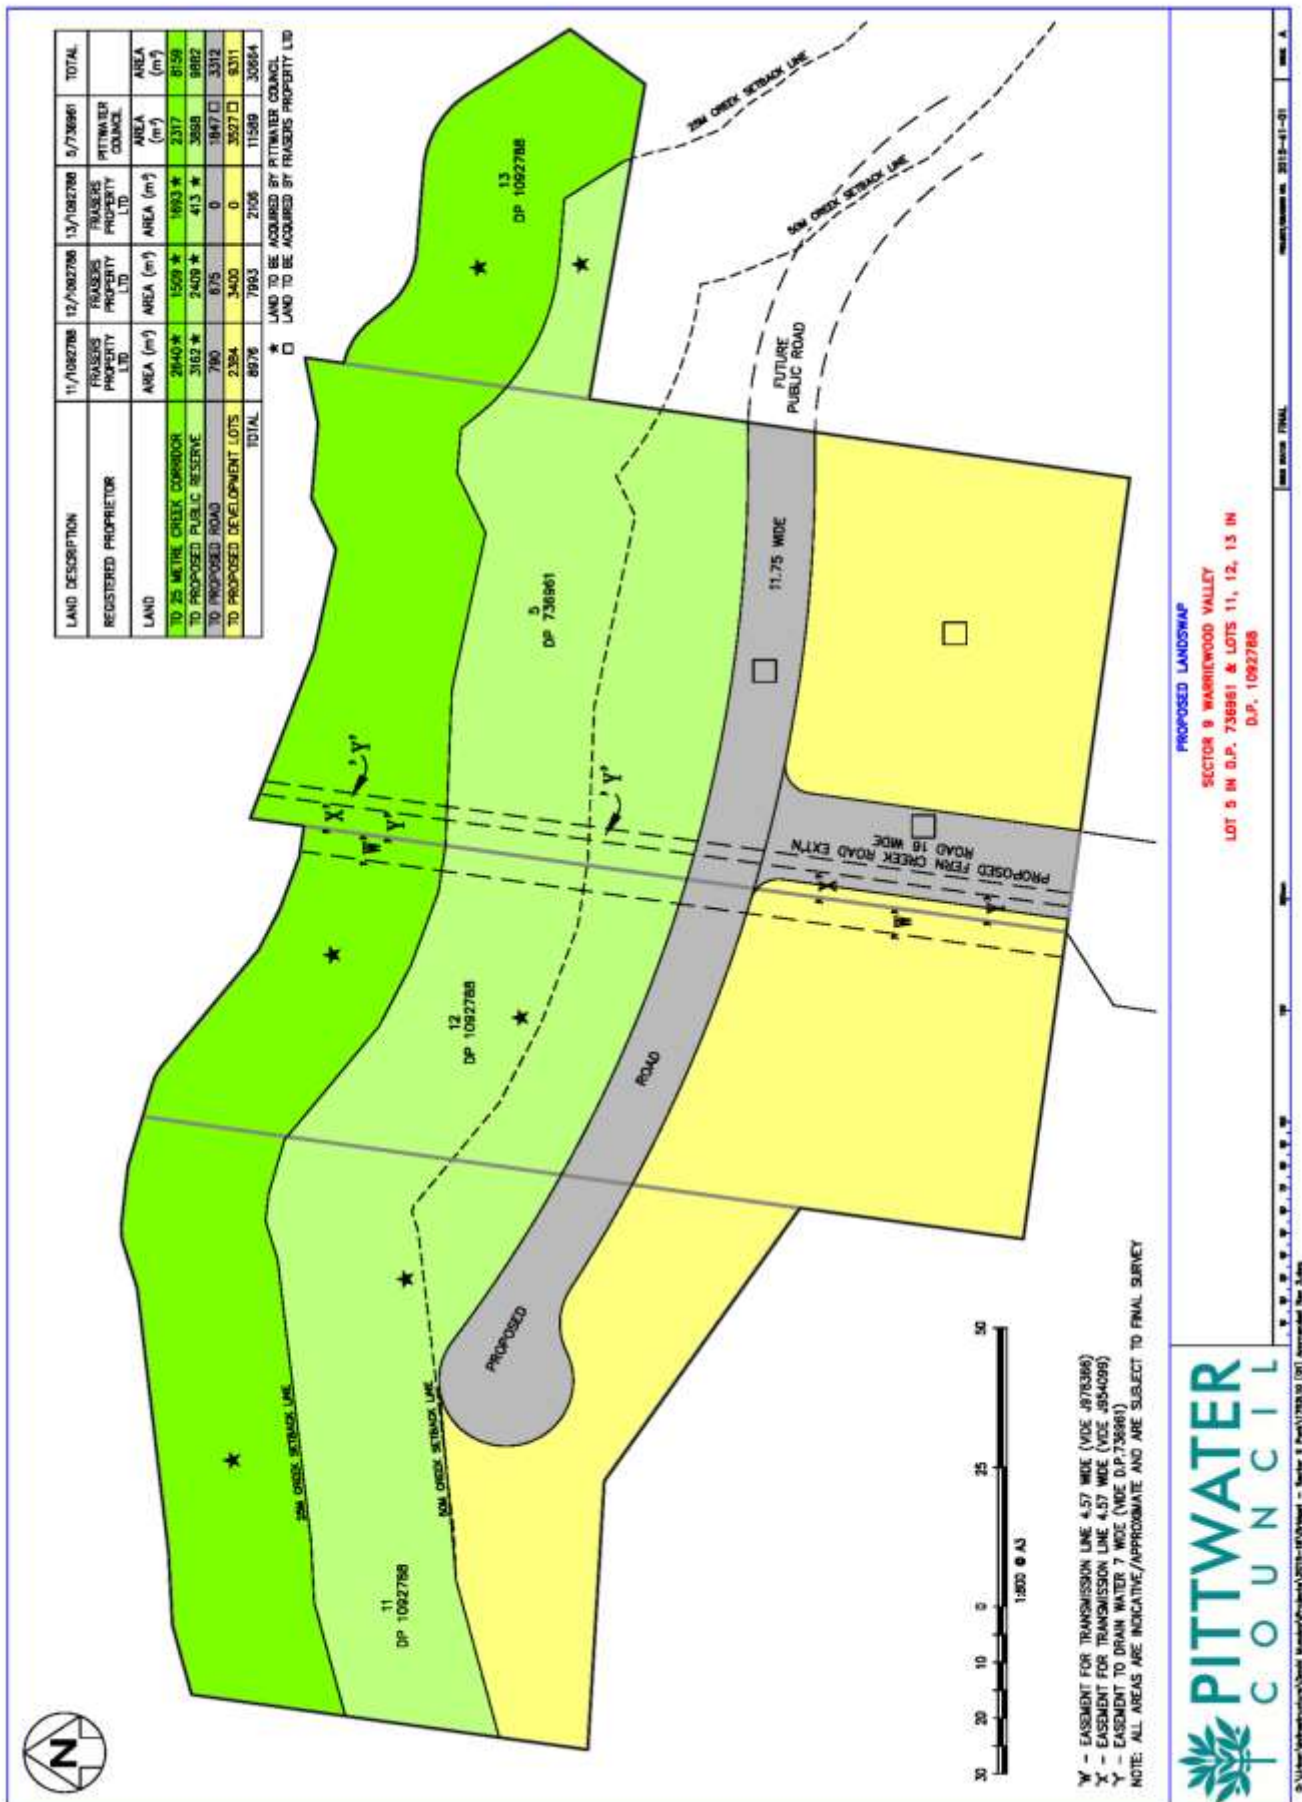 LAND DESCRIPTION 11/1092788 12/1092788 13/1092788 5/736961 TOTAL
REGISTERED PROPRIETOR FRASERS PROPERTY LTD FRASERS PROPERTY LTD FRASERS PROPERTY LTD PITTWATER COUNCIL
LAND AREA (m²) AREA (m²) AREA (m²) AREA (m²) AREA (m²)
TO 25 METRE CREEK CORRIDOR 2640 ★ 1509 ★ 1693 ★ 2317 8159
TO PROPOSED PUBLIC RESERVE 3162 ★ 2409 ★ 413 ★ 3898 9882
TO PROPOSED ROAD 790 675 0 1847 □ 3312
TO PROPOSED DEVELOPMENT LOTS 2384 3400 0 3527 □ 9311
TOTAL 8976 7993 2106 11589 30664
★ LAND TO BE ACQUIRED BY PITTWATER COUNCIL
□ LAND TO BE ACQUIRED BY FRASERS PROPERTY LTD
N
13
DP 1092788
25M CREEK SETBACK LINE
50M CREEK SETBACK LINE
FUTURE
PUBLIC ROAD
5
DP 736961
11.75 WIDE
'Y'
'X'
'W'
'Y'
'Y'
PROPOSED FERN CREEK ROAD EXT'N
ROAD 16 WIDE
'X'
'W'
'Y'
12
DP 1092788
PROPOSED
ROAD
25M CREEK SETBACK LINE
50M CREEK SETBACK LINE
11
DP 1092788
30 20 10 0 25 50
1:800 @ A3
'W' - EASEMENT FOR TRANSMISSION LINE 4.57 WIDE (VIDE J978366)
'X' - EASEMENT FOR TRANSMISSION LINE 4.57 WIDE (VIDE J954099)
'Y' - EASEMENT TO DRAIN WATER 7 WIDE (VIDE D.P.736961)
NOTE: ALL AREAS ARE INDICATIVE/APPROXIMATE AND ARE SUBJECT TO FINAL SURVEY
PITTWATER
COUNCIL
PROPOSED LANDSWAP
SECTOR 9 WARRIEWOOD VALLEY
LOT 5 IN D.P. 736961 & LOTS 11, 12, 13 IN
D.P. 1092788
FINAL
A